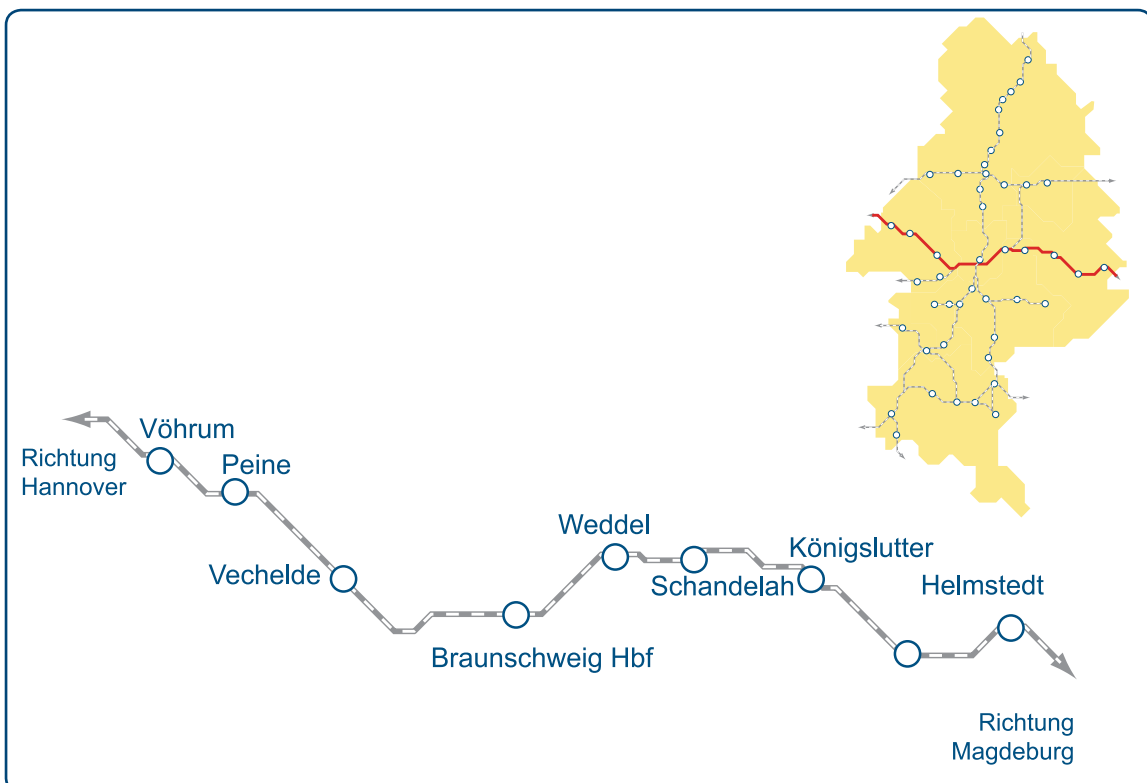 Vöhrum
Richtung
Hannover
Peine
Vechelde
Braunschweig Hbf
Weddel
Schandelah
Königslutter
Helmstedt
Richtung
Magdeburg